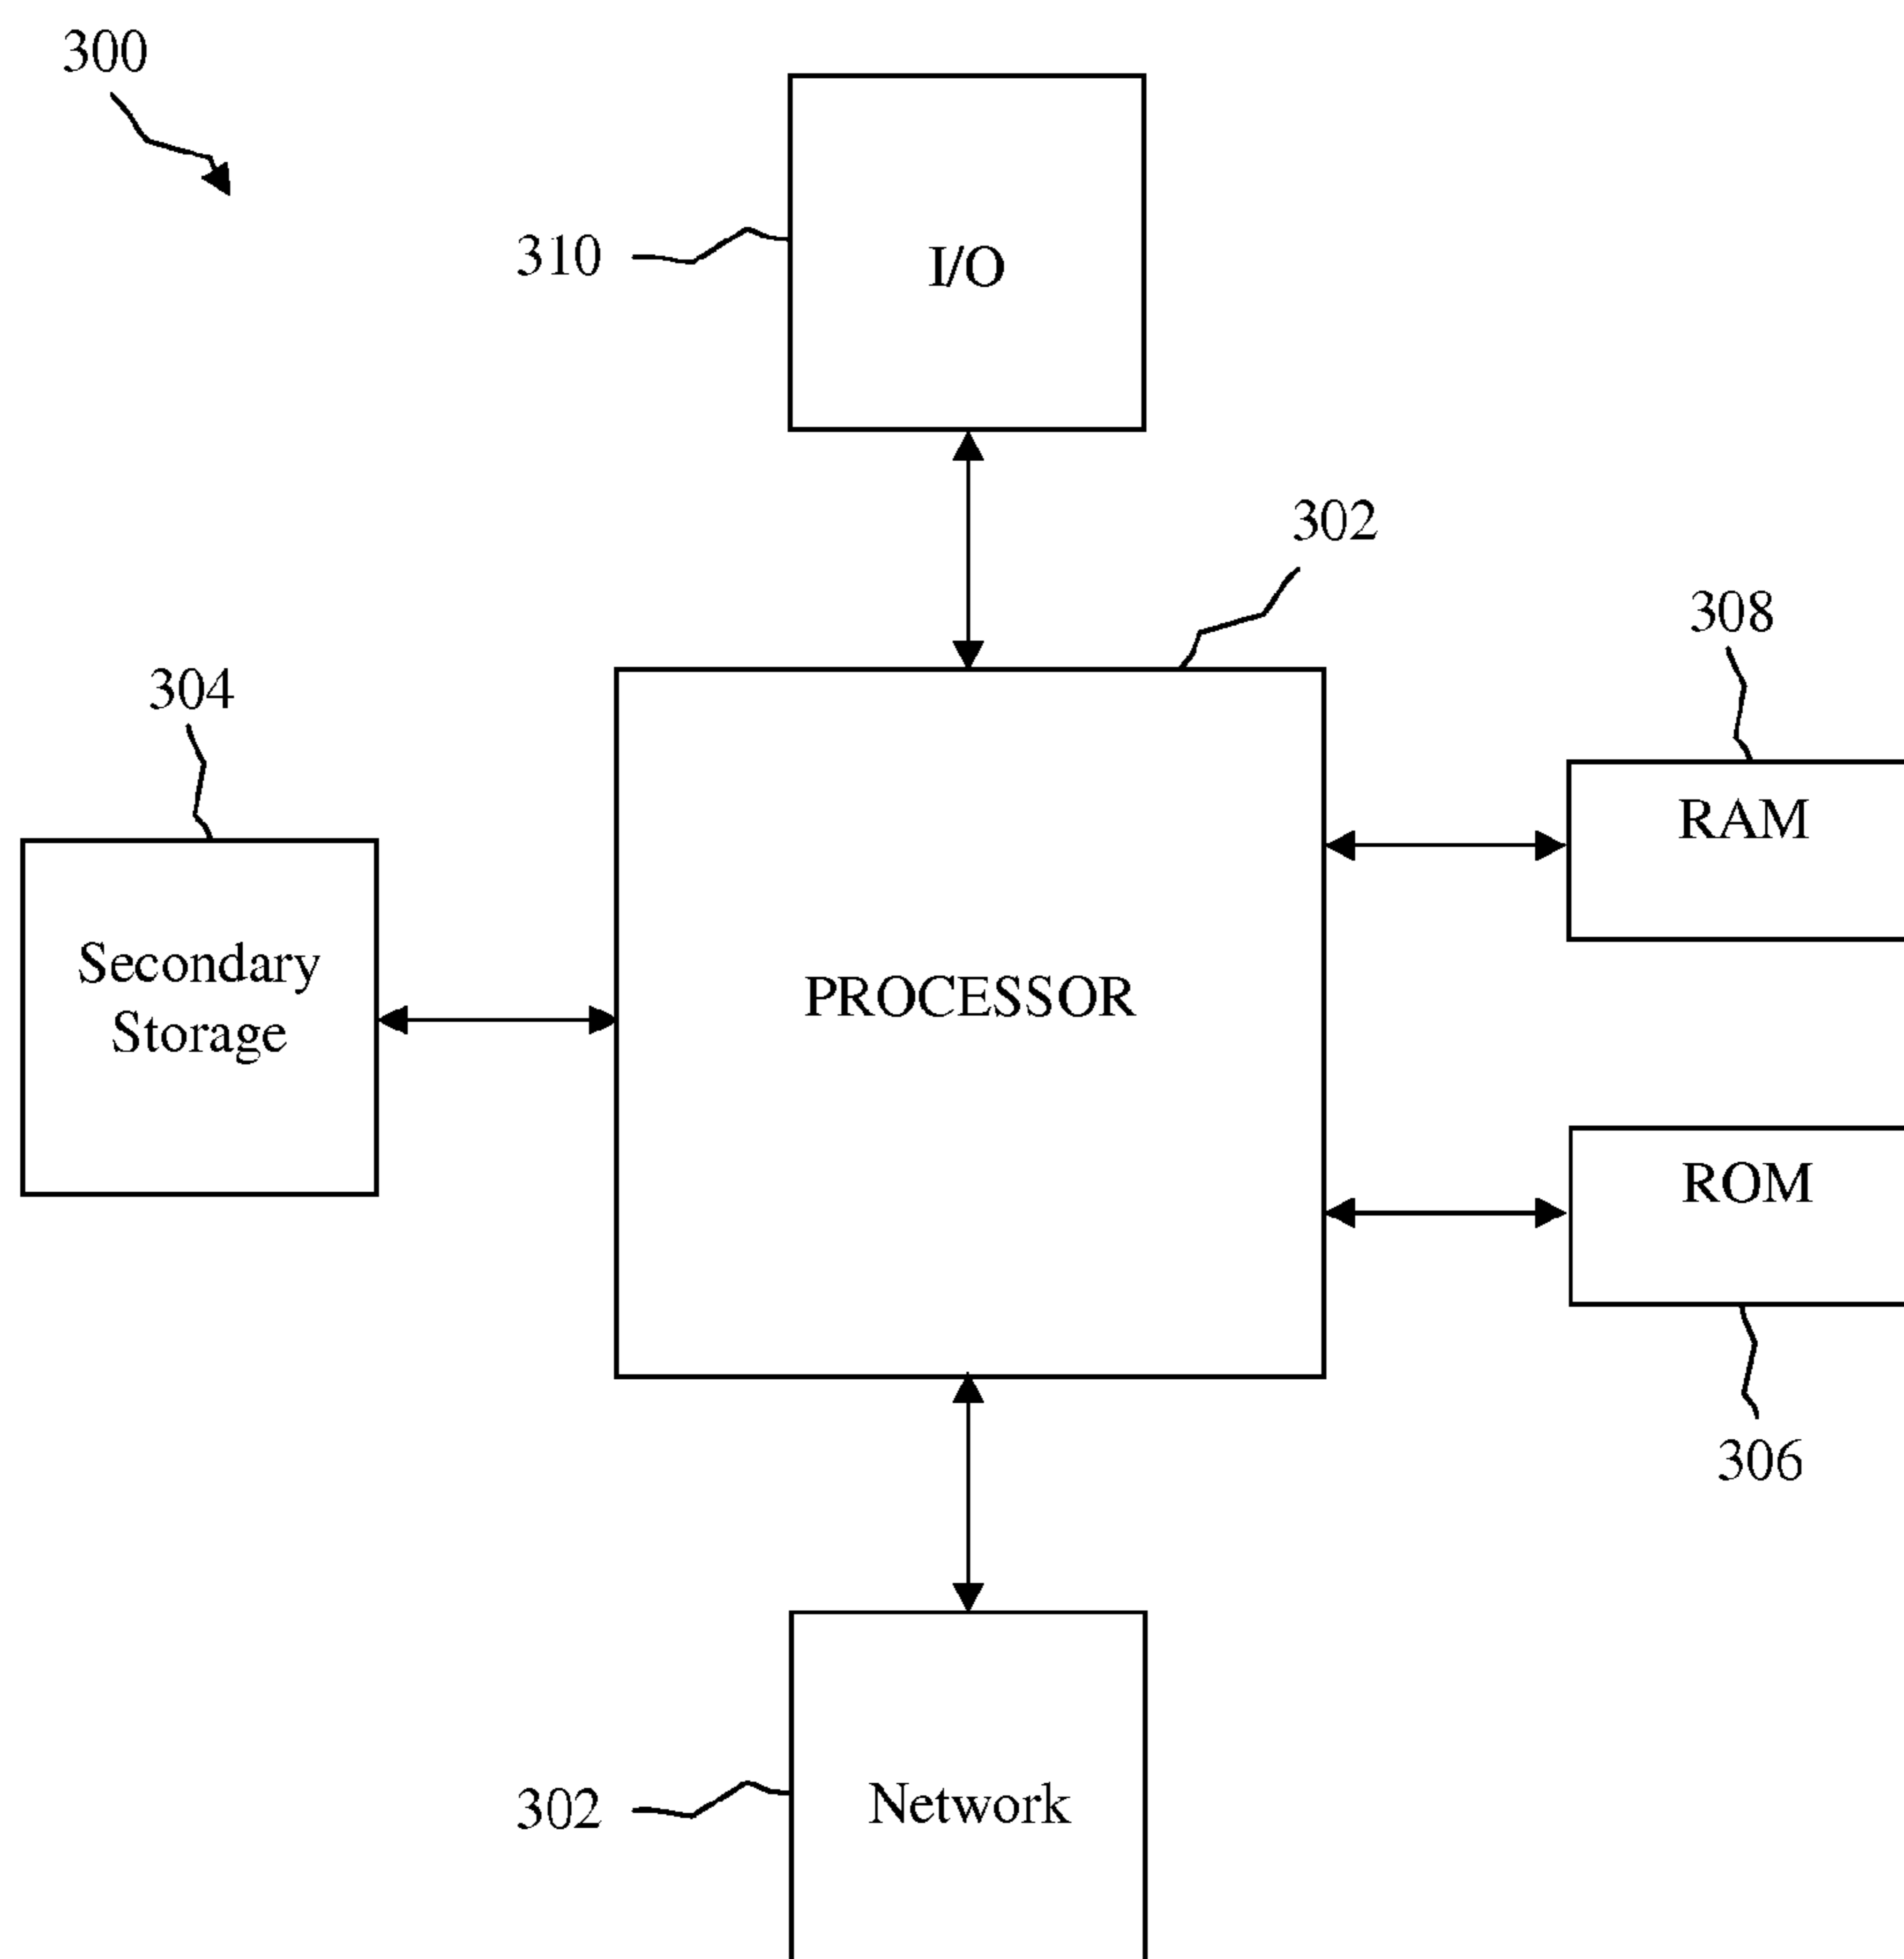 300
310
I/O
302
308
304
RAM
Secondary
Storage
PROCESSOR
ROM
306
302
Network